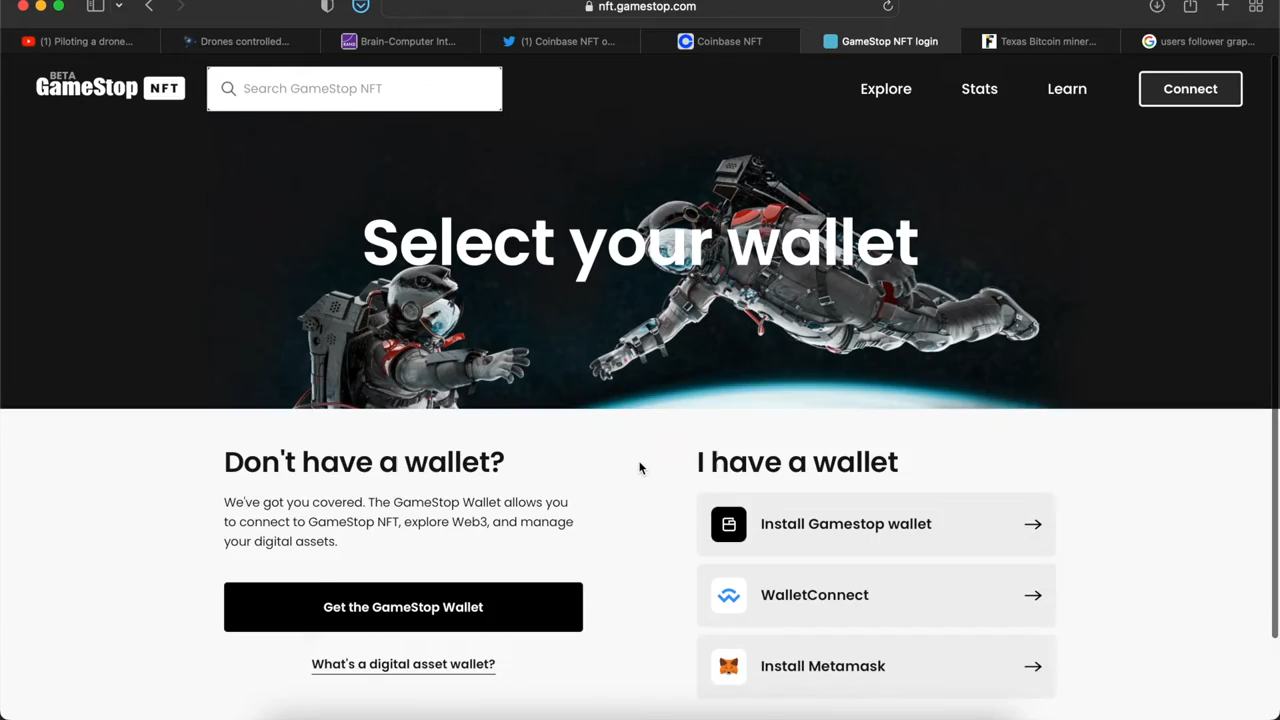 nft.gamestop.com
(1) Piloting a drone...
Drones controlled...
Brain-Computer Int...
(1) Coinbase NFT o...
Coinbase NFT
GameStop NFT login
Texas Bitcoin miner...
users follower grap...
BETA
GameStop NFT
Search GameStop NFT
Explore
Stats
Learn
Connect
Select your wallet
Don't have a wallet?
We've got you covered. The GameStop Wallet allows you
to connect to GameStop NFT, explore Web3, and manage
your digital assets.
Get the GameStop Wallet
What's a digital asset wallet?
I have a wallet
Install Gamestop wallet
WalletConnect
Install Metamask